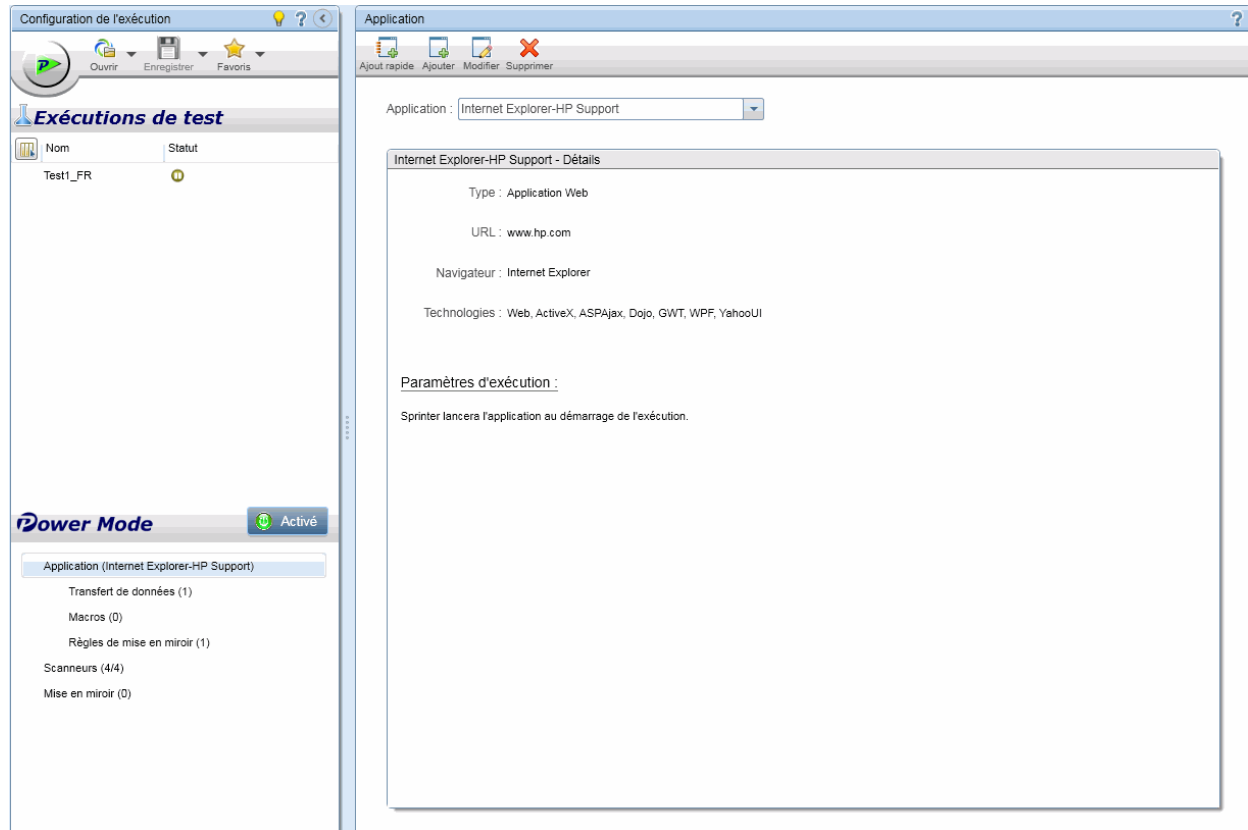 Configuration de l'exécution
Ouvrir
Enregistrer
Favoris
Exécutions de test
Nom
Statut
Test1_FR
Power Mode
Activé
Application (Internet Explorer-HP Support)
Transfert de données (1)
Macros (0)
Règles de mise en miroir (1)
Scanneurs (4/4)
Mise en miroir (0)
Application
Ajout rapide
Ajouter
Modifier
Supprimer
Application : Internet Explorer-HP Support
Internet Explorer-HP Support - Détails
Type : Application Web
URL : www.hp.com
Navigateur : Internet Explorer
Technologies : Web, ActiveX, ASPAjax, Dojo, GWT, WPF, YahooUI
Paramètres d'exécution :
Sprinter lancera l'application au démarrage de l'exécution.